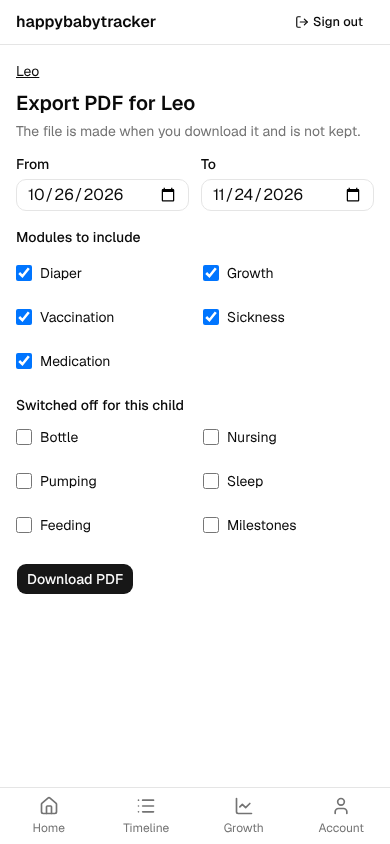 happybabytracker
Sign out
Leo
Export PDF for Leo
The file is made when you download it and is not kept.
From To
10/26/2026 11/24/2026
Modules to include
Diaper Growth
Vaccination Sickness
Medication
Switched off for this child
Bottle Nursing
Pumping Sleep
Feeding Milestones
Download PDF
Home Timeline Growth Account